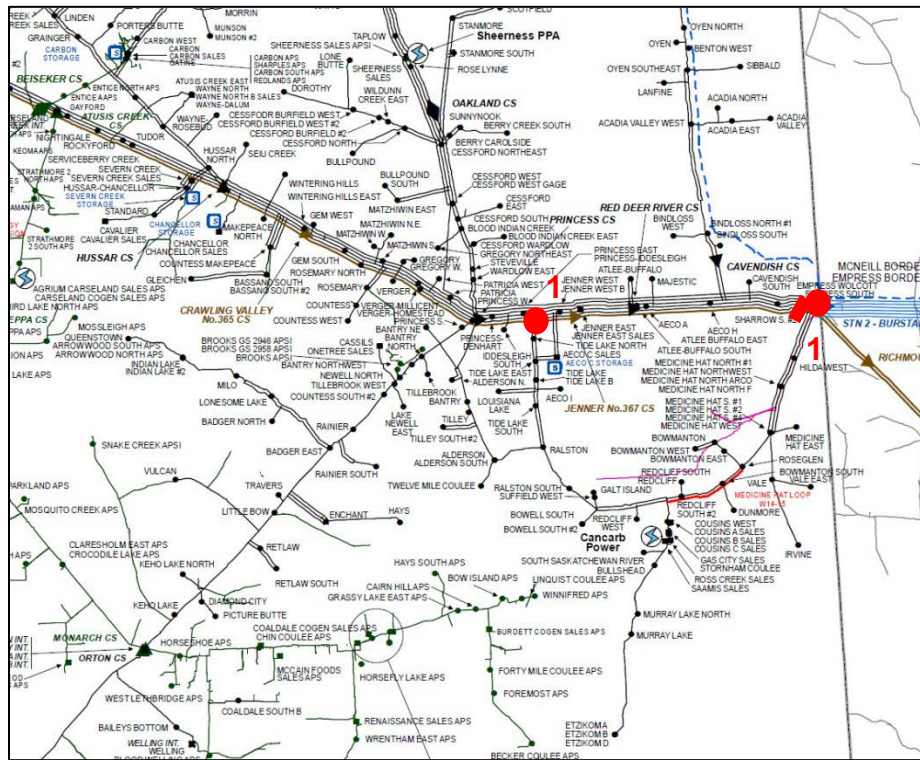 LINDEN
GRAINGER
PORTERS BUTTE
MORRIN
MUNSON
MUNSON #2
CARBON WEST
CARBON
CARBON SALES
SATINE
CARBON
STORAGE
CARBON APS
SHARPLES APS
CARBON SOUTH APS
REDLANDS APS
SCOTFIELD
STANMORE
Sheerness PPA
STANMORE SOUTH
TAPLOW
SHEERNESS SALES APSI
SHEERNESS
SALES
ROSE LYNNE
LONE
BUTTE
DOROTHY
WILDUNN
CREEK EAST
OYEN NORTH
OYEN
BENTON WEST
OYEN SOUTHEAST
SIBBALD
LANFINE
ACADIA NORTH
ACADIA VALLEY WEST
ACADIA EAST
ACADIA
VALLEY
BEISEKER CS
ENTICE NORTH APS
ENTICE A APS
GAYFORD
ATUSIS CREEK
CS
ATUSIS CREEK EAST
WAYNE NORTH
WAYNE NORTH B SALES
WAYNE-DALUM
WAYNE-
ROSEBUD
NIGHTINGALE
ROCKYFORD
TUDOR
OAKLAND CS
SUNNYNOOK
BERRY CREEK SOUTH
BERRY CAROLSIDE
CESSFORD NORTHEAST
CESSFORD BURFIELD WEST
CESSFORD BURFIELD WEST #2
CESSFORD BURFIELD #2
CESSFORD NORTH
BULLPOUND
HUSSAR
NORTH
SEIU CREEK
SERVICEBERRY CREEK
SEVERN CREEK
SEVERN CREEK SALES
HUSSAR-CHANCELLOR
SEVERN CREEK
STORAGE
STANDARD
CAVALIER
CAVALIER SALES
CHANCELLOR
STORAGE
MAKEPEACE
NORTH
CHANCELLOR
CHANCELLOR SALES
COUNTESS MAKEPEACE
HUSSAR CS
GLEICHEN
BASSANO SOUTH
BASSANO SOUTH #2
WINTERING HILLS
WINTERING HILLS EAST
GEM WEST
GEM SOUTH
ROSEMARY NORTH
ROSEMARY
BULLPOUND
SOUTH
MATZHIWIN EAST
MATZHIWIN N.E.
MATZHIWIN W.
MATZHIWIN S.
GREGORY
GREGORY W.
VERGER
CESSFORD WEST
CESSFORD WEST GAGE
CESSFORD
EAST
CESSFORD SOUTH
BLOOD INDIAN CREEK
BLOOD INDIAN CREEK EAST
CESSFORD WARDLOW
GREGORY NORTHEAST
STEVEVILLE
WARDLOW EAST
PATRICIA WEST
PATRICIA
PRINCESS W.
PRINCESS CS
PRINCESS EAST
PRINCESS-IDDESLEIGH
RED DEER RIVER CS
ATLEE-BUFFALO
MAJESTIC
BINDLOSS
WEST
BINDLOSS NORTH #1
BINDLOSS SOUTH
CAVENDISH CS
CAVENDISH
SOUTH
1
JENNER WEST
JENNER WEST B
MCNEILL BORDE
EMPRESS BORDE
EMPRESS WOLCOTT
STN 2 - BURSTA
RICHMOU
1
STRATHMORE 2
SOUTH APS
AGRIUM CARSELAND SALES APS
CARSELAND COGEN SALES APS
MOSSLEIGH APS
QUEENSTOWN
ARROWWOOD SOUTH APS
ARROWWOOD NORTH APS
INDIAN LAKE
INDIAN LAKE #2
MILO
LONESOME LAKE
BADGER NORTH
CRAWLING VALLEY
No.365 CS
COUNTESS
COUNTESS WEST
VERGER-MILLICENT
VERGER-HOMESTEAD
PRINCESS S.
BANTRY NE
BANTRY N.W.
BANTRY
NORTH
CASSILS
ONETREE SALES
BROOKS GS 2946 APSI
BROOKS GS 2958 APSI
BROOKS APSI
BANTRY NORTHWEST
NEWELL NORTH
TILLEBROOK WEST
COUNTESS SOUTH #2
TILLEBROOK
BANTRY
LAKE
NEWELL
EAST
RAINIER
TILLEY
TILLEY SOUTH #2
BADGER EAST
RAINIER SOUTH
PRINCESS-
DENHART
IDDESLEIGH
SOUTH
TIDE LAKE EAST
ALDERSON N.
LOUISIANA
LAKE
TIDE LAKE
SOUTH
JENNER EAST
JENNER EAST SALES
TIDE LAKE NORTH
AECO C SALES
AECO'C' STORAGE
TIDE LAKE
TIDE LAKE B
AECO I
JENNER No.367 CS
AECO A
AECO H
ATLEE BUFFALO EAST
ATLEE-BUFFALO SOUTH
SHARROW S. #2
HILDA WEST
MEDICINE HAT NORTH #1
MEDICINE HAT NORTHWEST
MEDICINE HAT NORTH ARCO
MEDICINE HAT NORTH F
MEDICINE HAT S. #1
MEDICINE HAT S. #2
MEDICINE HAT S. #4
MEDICINE HAT WEST
MEDICINE
HAT EAST
BOWMANTON
BOWMANTON WEST
BOWMANTON EAST
ROSEGLEN
BOWMANTON SOUTH
VALE
VALE EAST
REDCLIFF SOUTH
REDCLIFF
MEDICINE HAT LOOP
DUNMORE
REDCLIFF
SOUTH #2
REDCLIFF
WEST
IRVINE
RALSTON
RALSTON SOUTH
SUFFIELD WEST
GALT ISLAND
ALDERSON
ALDERSON SOUTH
TWELVE MILE COULEE
BOWELL SOUTH
BOWELL SOUTH #2
Cancarb
Power
COUSINS WEST
COUSINS A SALES
COUSINS B SALES
COUSINS C SALES
GAS CITY SALES
STORNHAM COULEE
ROSS CREEK SALES
SAAMIS SALES
SOUTH SASKATCHEWAN RIVER
BULLSHEAD
MURRAY LAKE NORTH
MURRAY LAKE
ETZIKOM A
ETZIKOM B
ETZIKOM D
SNAKE CREEK APSI
VULCAN
PARKLAND APS
MOSQUITO CREEK APS
TRAVERS
LITTLE BOW
ENCHANT
HAYS
RETLAW
RETLAW SOUTH
CLARESHOLM EAST APS
CROCODILE LAKE APS
KEHO LAKE NORTH
KEHO LAKE
DIAMOND CITY
PICTURE BUTTE
MONARCH CS
ORTON CS
HORSESHOE APS
COALDALE COGEN SALES APS
CHIN COULEE APS
HAYS SOUTH APS
CAIRN HILL APS
GRASSY LAKE EAST APS
BOW ISLAND APS
LINQUIST COULEE APS
WINNIFRED APS
BURDETT COGEN SALES APS
FORTY MILE COULEE APS
FOREMOST APS
BECKER COULEE APS
HORSEFLY LAKE APS
MCCAIN FOODS
SALES APS
RENAISSANCE SALES APS
WRENTHAM EAST APS
WEST LETHBRIDGE APS
COALDALE SOUTH B
BAILEYS BOTTOM
WELLING INT.
WELLING